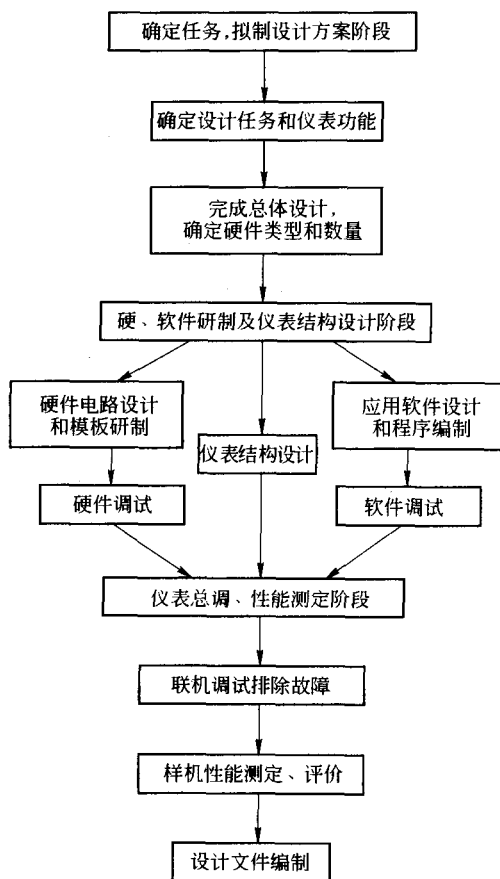 确定任务,拟制设计方案阶段
确定设计任务和仪表功能
完成总体设计,
确定硬件类型和数量
硬、软件研制及仪表结构设计阶段
硬件电路设计
和模板研制
仪表结构设计
应用软件设计
和程序编制
硬件调试
软件调试
仪表总调、性能测定阶段
联机调试排除故障
样机性能测定、评价
设计文件编制